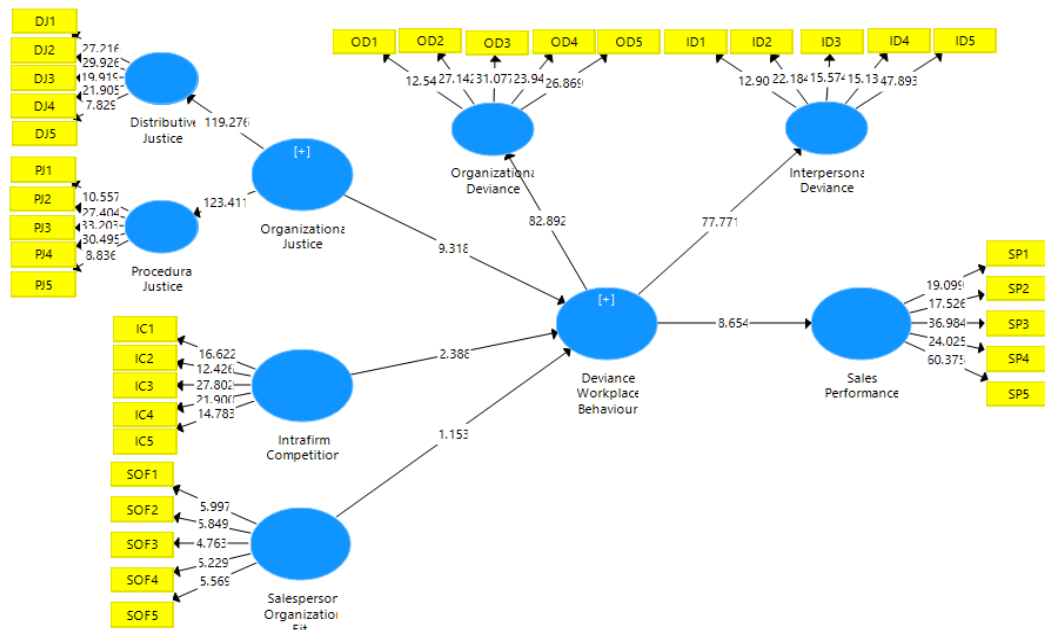 DJ1
DJ2
DJ3
DJ4
DJ5
27.216
29.926
19.919
21.905
7.829
Distributive
Justice
119.276
PJ1
PJ2
PJ3
PJ4
PJ5
10.557
27.404
33.203
30.495
8.836
Procedura
Justice
123.411
[+]
Organizationa
Justice
9.318
OD1
OD2
OD3
OD4
OD5
12.54
27.142
31.077
23.94
26.869
Organizationa
Deviance
82.892
ID1
ID2
ID3
ID4
ID5
12.90
22.184
15.574
15.13
47.893
Interpersona
Deviance
77.771
IC1
IC2
IC3
IC4
IC5
16.622
12.426
27.802
21.900
14.783
Intrafirm
Competition
2.388
SOF1
SOF2
SOF3
SOF4
SOF5
5.997
5.849
4.763
5.229
5.569
Salesperson
Organization
Fit
1.153
[+]
Deviance
Workplace
Behaviour
8.654
Sales
Performance
SP1
SP2
SP3
SP4
SP5
19.099
17.526
36.984
24.025
60.375